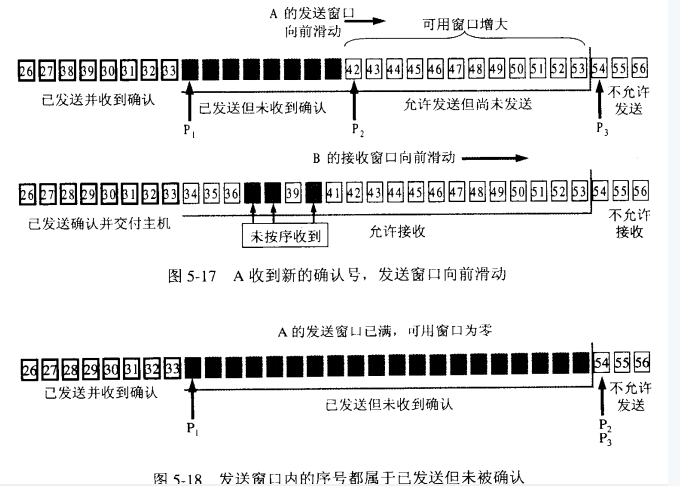 A 的发送窗口
向前滑动
可用窗口增大
26 27 38 39 30 31 32 33 42 43 44 45 46 47 48 49 50 51 52 53 54 55 56
已发送并收到确认 已发送但未收到确认 允许发送但尚未发送 不允许
发送
P1 P2 P3
B 的接收窗口向前滑动
26 27 28 29 30 31 32 33 34 35 36 39 41 42 43 44 45 46 47 48 49 50 51 52 53 54 55 56
已发送确认并交付主机 未按序收到 允许接收 不允许
接收
图 5-17 A 收到新的确认号，发送窗口向前滑动
A 的发送窗口已满，可用窗口为零
26 27 28 29 30 31 32 33 54 55 56
已发送并收到确认 已发送但未收到确认 不允许
发送
P1 P2
P3
图 5-18 发送窗口内的序号都属于已发送但未被确认